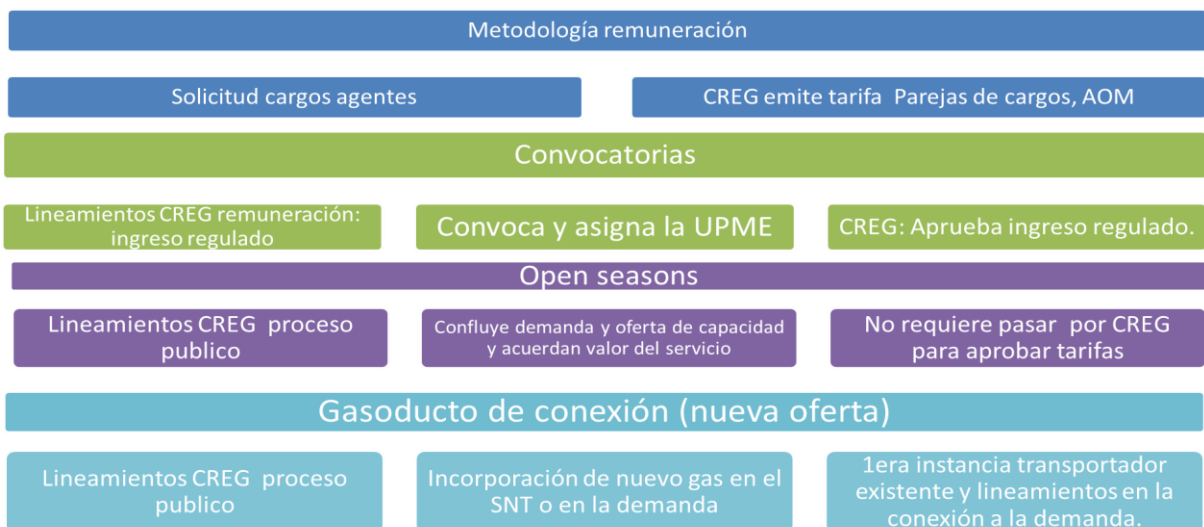 Metodología remuneración
Solicitud cargos agentes
CREG emite tarifa Parejas de cargos, AOM
Convocatorias
Lineamientos CREG remuneración:
ingreso regulado
Convoca y asigna la UPME
CREG: Aprueba ingreso regulado.
Open seasons
Lineamientos CREG proceso
publico
Confluye demanda y oferta de capacidad
y acuerdan valor del servicio
No requiere pasar por CREG
para aprobar tarifas
Gasoducto de conexión (nueva oferta)
Lineamientos CREG proceso
publico
Incorporación de nuevo gas en el
SNT o en la demanda
1era instancia transportador
existente y lineamientos en la
conexión a la demanda.